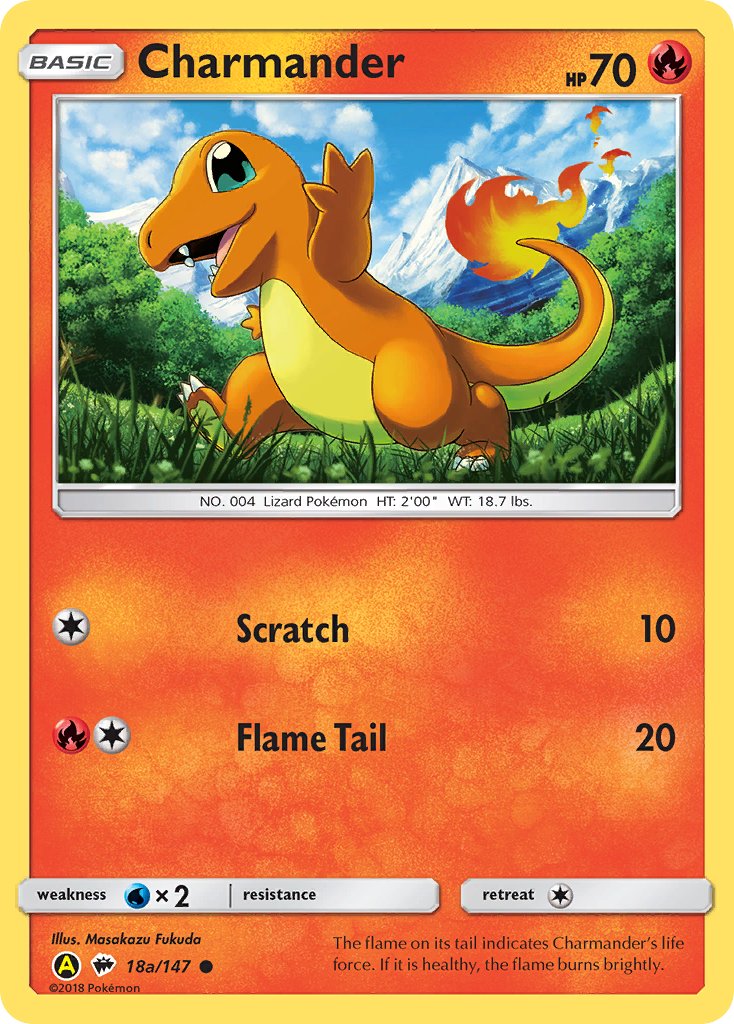 BASIC Charmander HP70
NO. 004 Lizard Pokémon HT: 2'00" WT: 18.7 lbs.
Scratch 10
Flame Tail 20
weakness ×2 resistance retreat
Illus. Masakazu Fukuda
The flame on its tail indicates Charmander's life
force. If it is healthy, the flame burns brightly.
A 18a/147
©2018 Pokémon